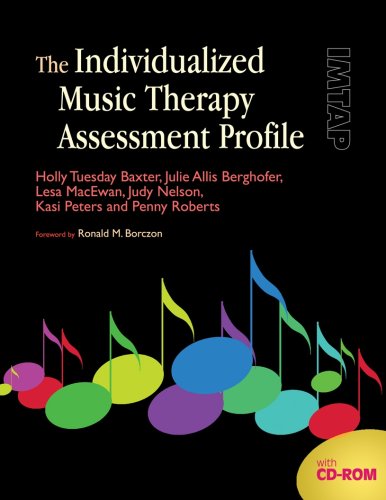 The Individualized
Music Therapy
Assessment Profile
IMTAP
Holly Tuesday Baxter, Julie Allis Berghofer,
Lesa MacEwan, Judy Nelson,
Kasi Peters and Penny Roberts
Foreword by Ronald M. Borczon
with
CD-ROM